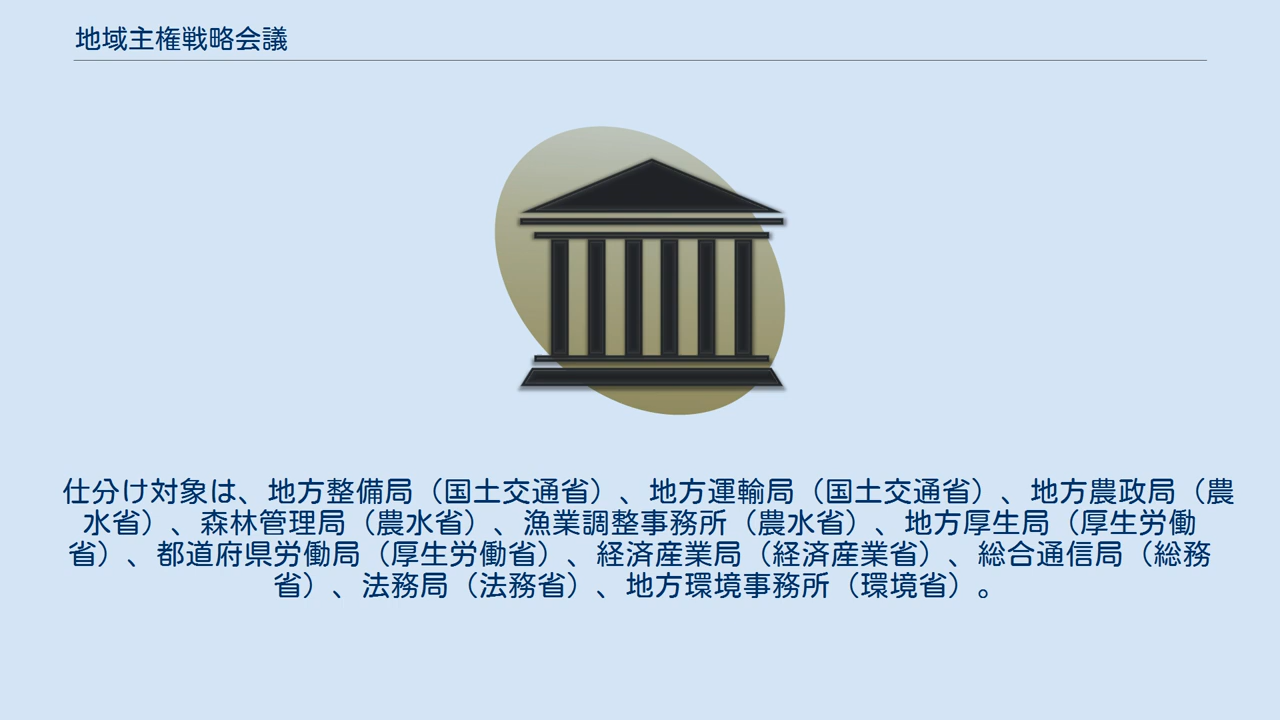 地域主権戦略会議
仕分け対象は、地方整備局（国土交通省）、地方運輸局（国土交通省）、地方農政局（農
水省）、森林管理局（農水省）、漁業調整事務所（農水省）、地方厚生局（厚生労働
省）、都道府県労働局（厚生労働省）、経済産業局（経済産業省）、総合通信局（総務
省）、法務局（法務省）、地方環境事務所（環境省）。